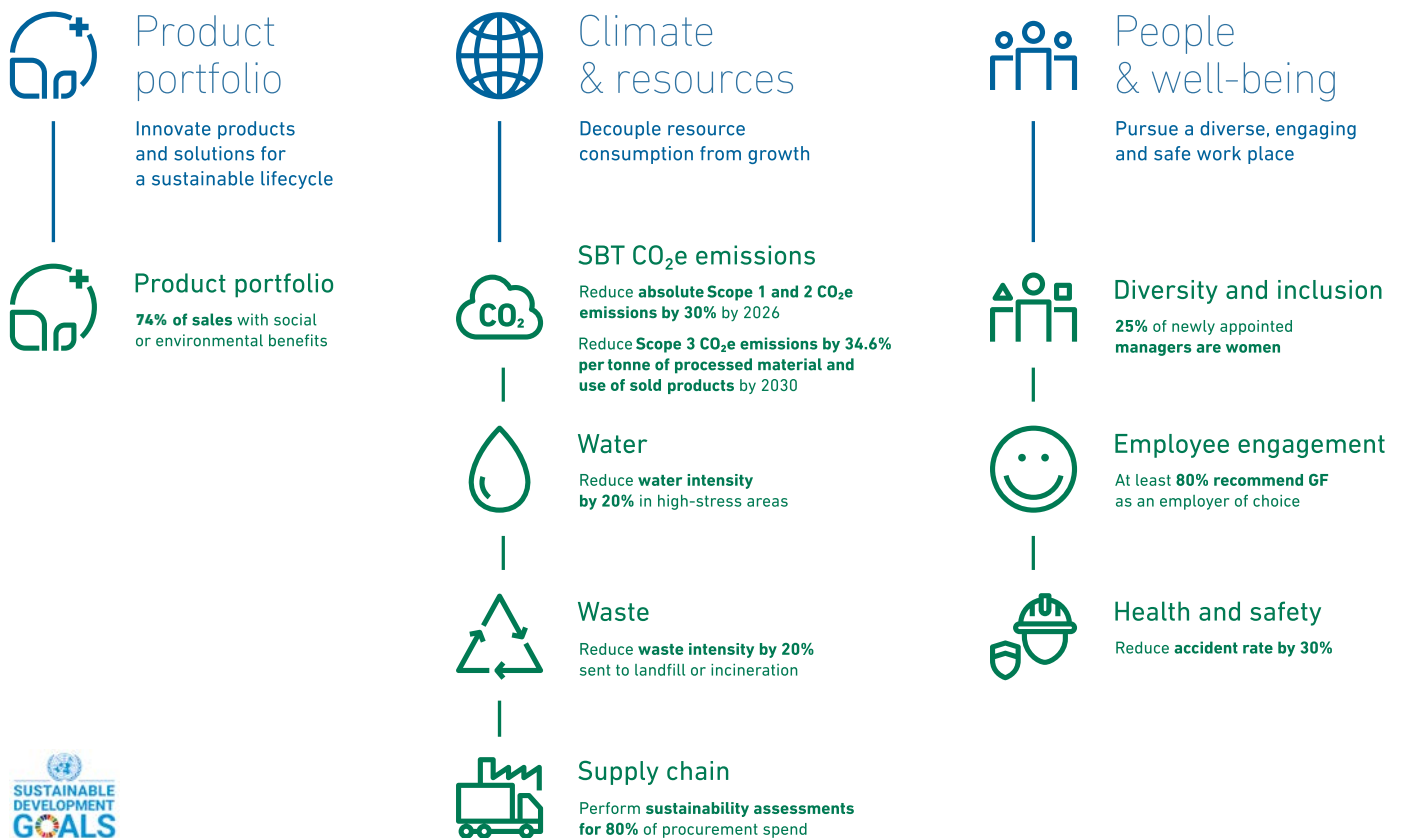 Product
portfolio
Innovate products
and solutions for
a sustainable lifecycle
Product portfolio
74% of sales with social
or environmental benefits
Climate
& resources
Decouple resource
consumption from growth
SBT CO₂e emissions
Reduce absolute Scope 1 and 2 CO₂e
emissions by 30% by 2026
Reduce Scope 3 CO₂e emissions by 34.6%
per tonne of processed material and
use of sold products by 2030
CO₂
Water
Reduce water intensity
by 20% in high-stress areas
Waste
Reduce waste intensity by 20%
sent to landfill or incineration
Supply chain
Perform sustainability assessments
for 80% of procurement spend
People
& well-being
Pursue a diverse, engaging
and safe work place
Diversity and inclusion
25% of newly appointed
managers are women
Employee engagement
At least 80% recommend GF
as an employer of choice
Health and safety
Reduce accident rate by 30%
SUSTAINABLE
DEVELOPMENT
GOALS